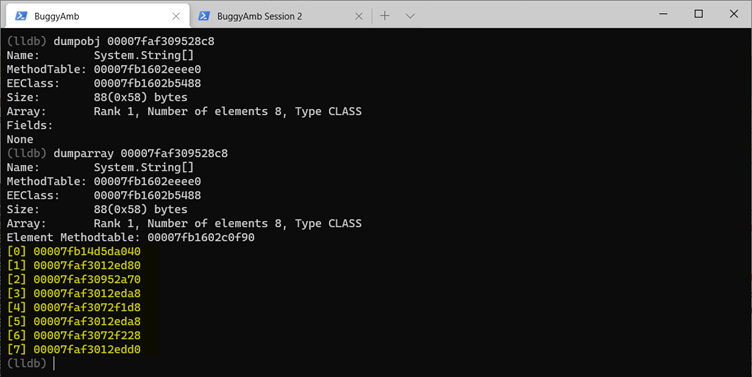 BuggyAmb
BuggyAmb Session 2
(lldb) dumpobj 00007faf309528c8
Name:        System.String[]
MethodTable: 00007fb1602eeee0
EEClass:     00007fb1602b5488
Size:        88(0x58) bytes
Array:       Rank 1, Number of elements 8, Type CLASS
Fields:
None
(lldb) dumparray 00007faf309528c8
Name:        System.String[]
MethodTable: 00007fb1602eeee0
EEClass:     00007fb1602b5488
Size:        88(0x58) bytes
Array:       Rank 1, Number of elements 8, Type CLASS
Element Methodtable: 00007fb1602c0f90
[0] 00007fb14d5da040
[1] 00007faf3012ed80
[2] 00007faf30952a70
[3] 00007faf3012eda8
[4] 00007faf3072f1d8
[5] 00007faf3012eda8
[6] 00007faf3072f228
[7] 00007faf3012edd0
(lldb)